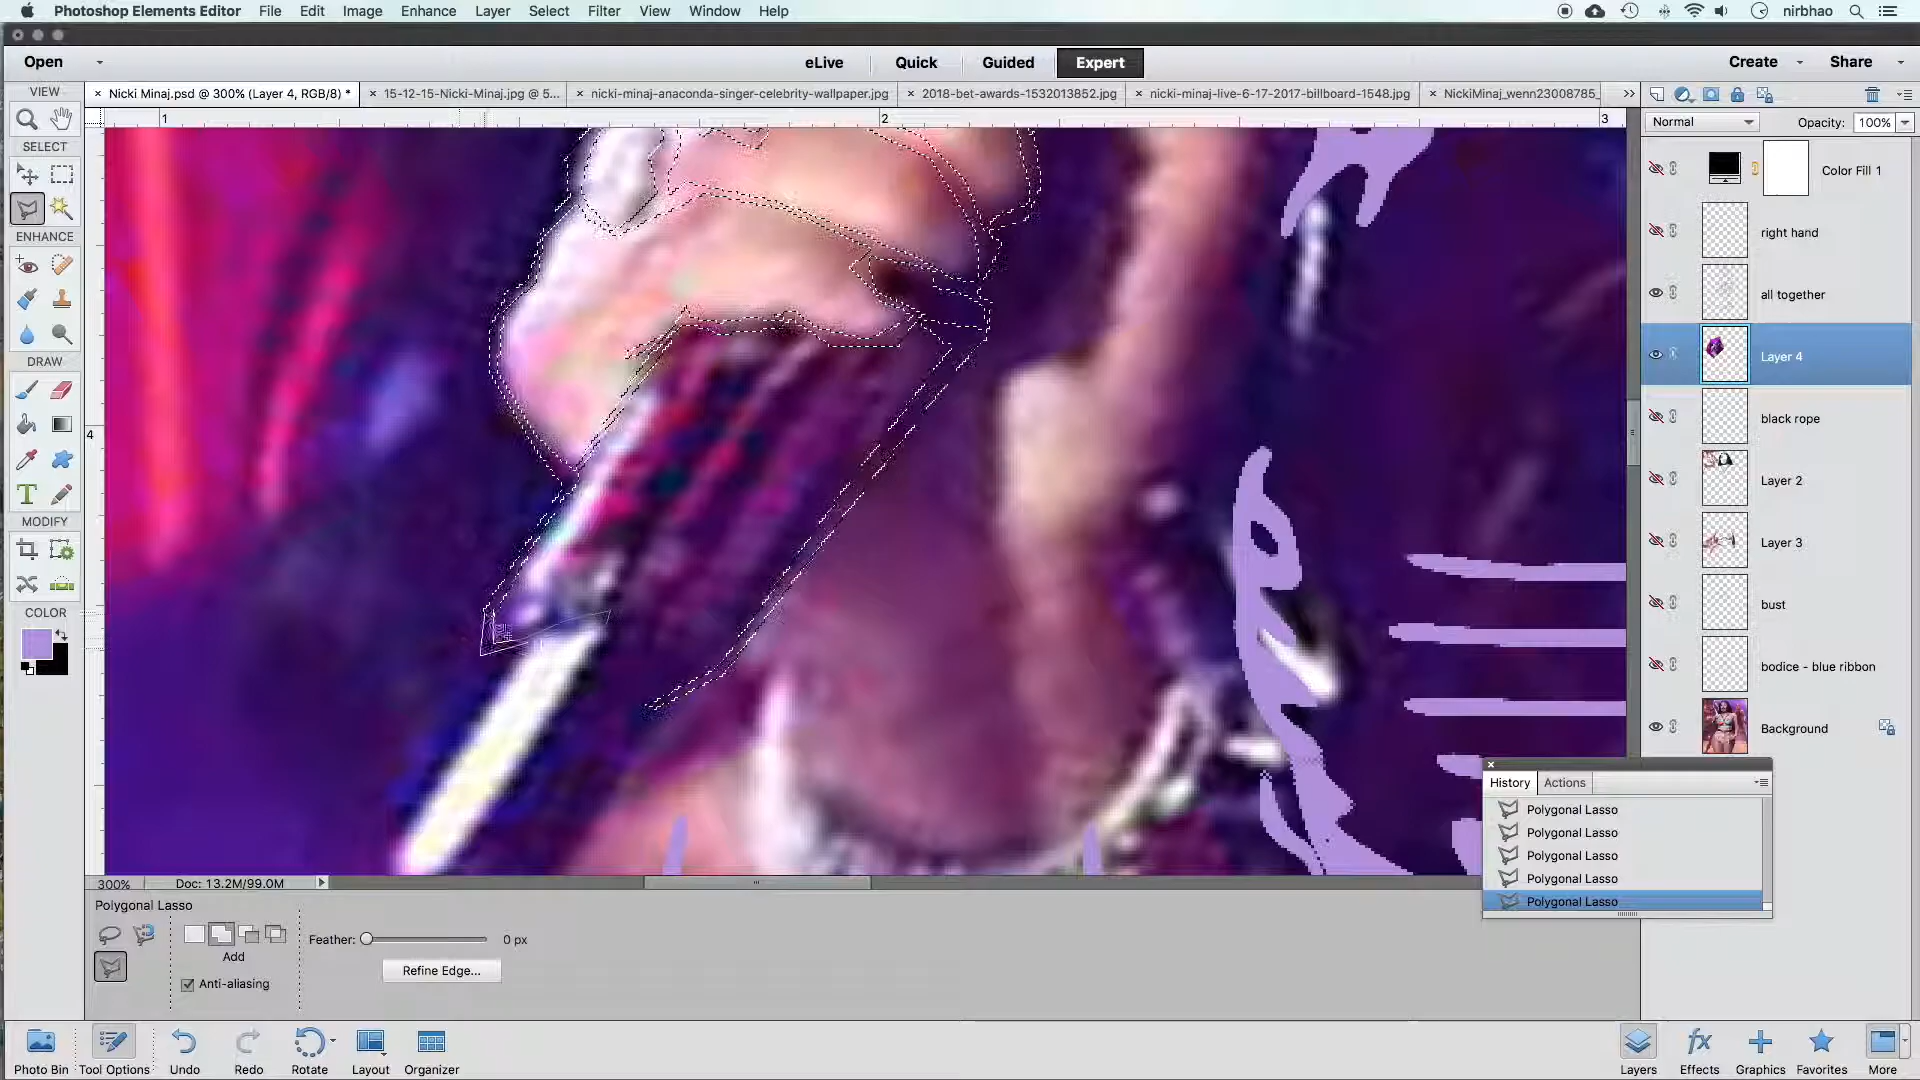 Photoshop Elements Editor File Edit Image Enhance Layer Select Filter View Window Help nirbhao
Open eLive Quick Guided Expert Create Share
VIEW
× Nicki Minaj.psd @ 300% (Layer 4, RGB/8) * × 15-12-15-Nicki-Minaj.jpg @ 5... × nicki-minaj-anaconda-singer-celebrity-wallpaper.jpg × 2018-bet-awards-1532013852.jpg × nicki-minaj-live-6-17-2017-billboard-1548.jpg × NickiMinaj_wenn23008785_ >>
1 2 3
Normal Opacity: 100%
SELECT
Color Fill 1
right hand
ENHANCE
all together
Layer 4
DRAW
black rope
4
Layer 2
T
MODIFY
Layer 3
bust
COLOR
bodice - blue ribbon
Background
History Actions
Polygonal Lasso
Polygonal Lasso
Polygonal Lasso
Polygonal Lasso
Polygonal Lasso
300% Doc: 13.2M/99.0M
Polygonal Lasso
Feather: 0 px
Add
Refine Edge...
Anti-aliasing
fx
Photo Bin Tool Options Undo Redo Rotate Layout Organizer Layers Effects Graphics Favorites More